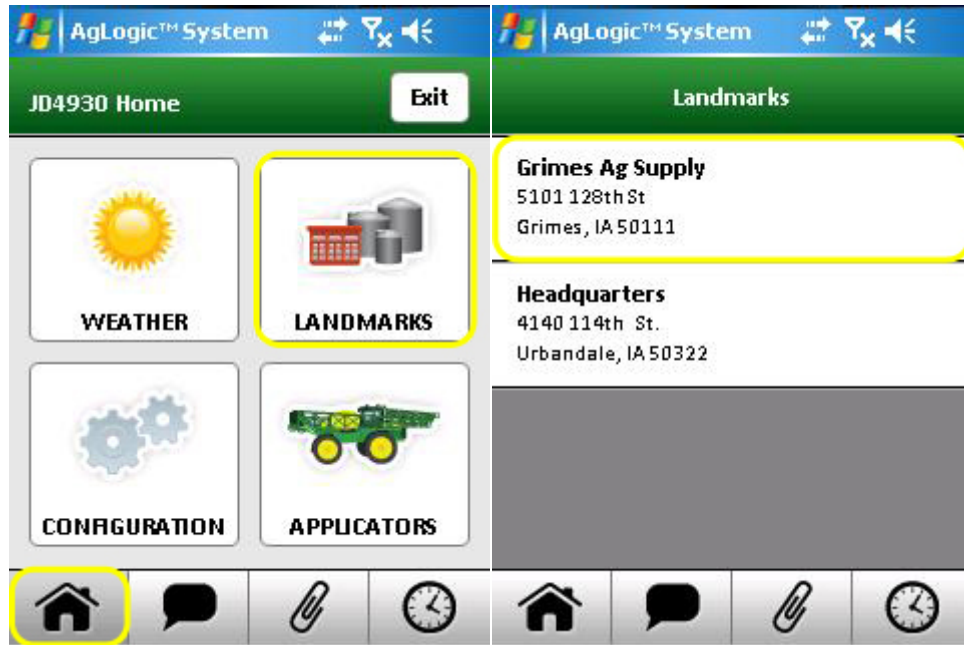 AgLogic™ System
JD4930 Home
Exit
WEATHER
LANDMARKS
CONFIGURATION
APPLICATORS
AgLogic™ System
Landmarks
Grimes Ag Supply
5101 128th St
Grimes, IA 50111
Headquarters
4140 114th St.
Urbandale, IA 50322